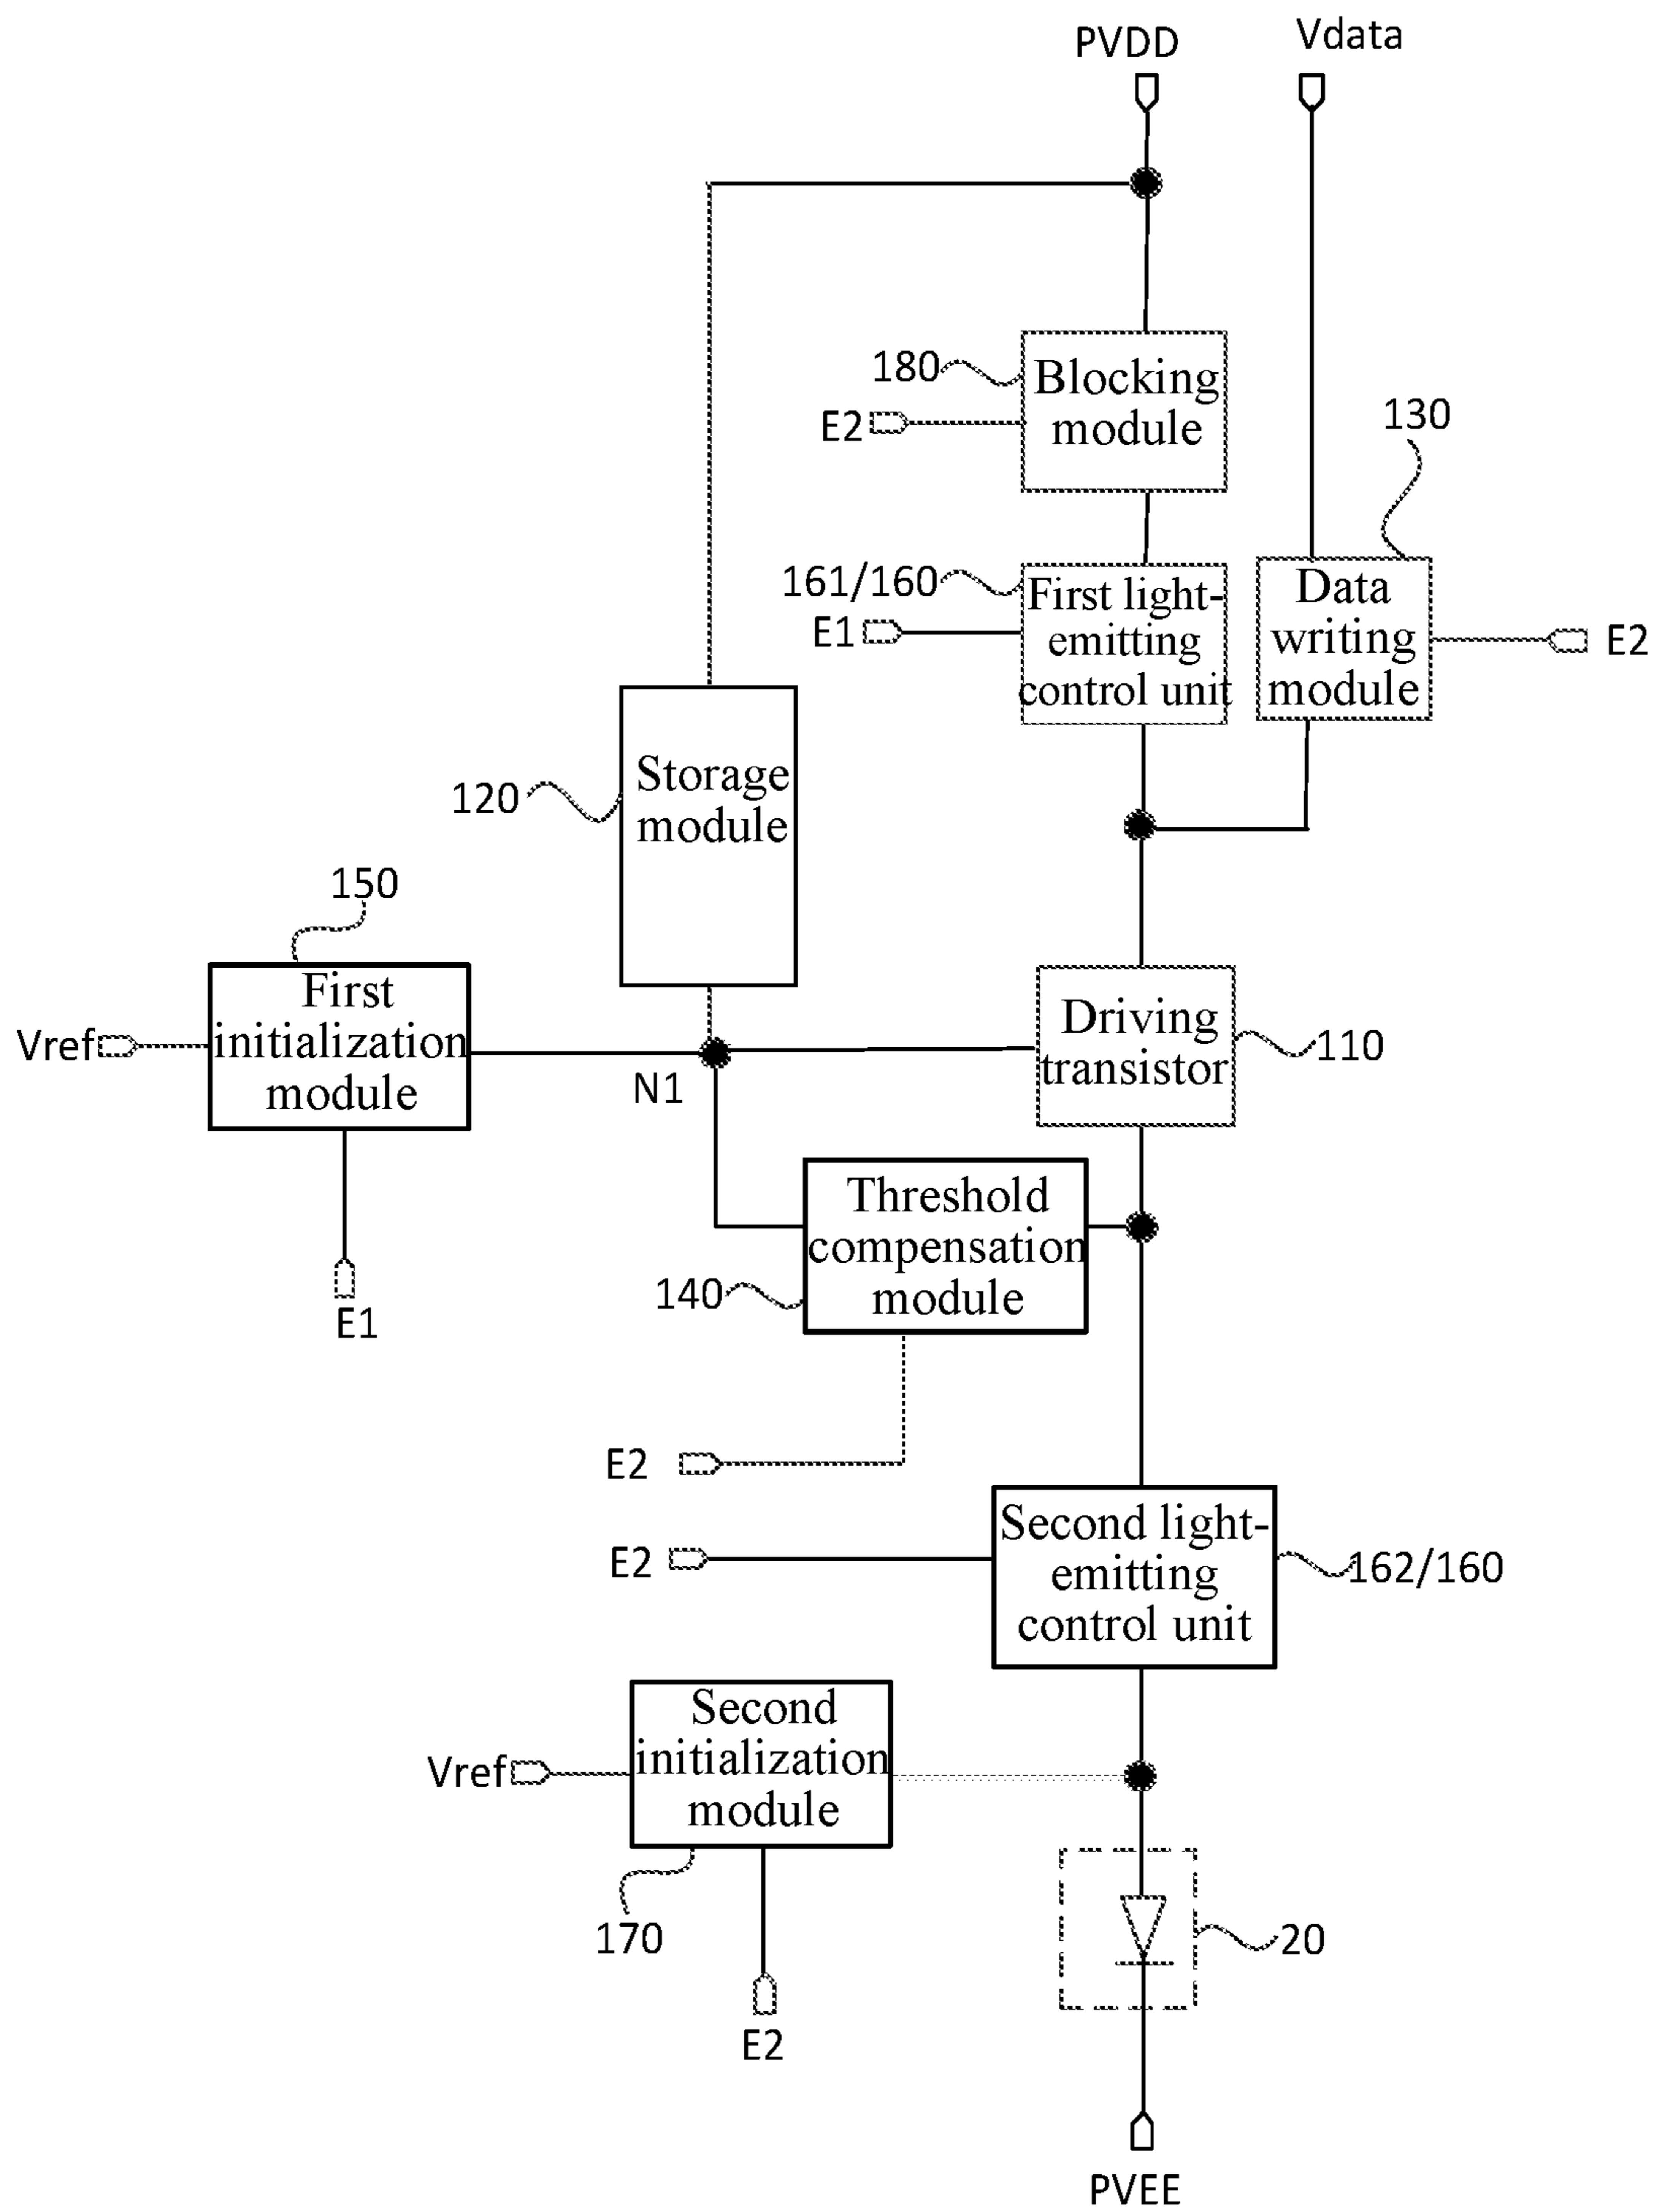 PVDD
Vdata
180
Blocking
module
E2
130
161/160
First light-
emitting
control unit
E1
Data
writing
module
E2
120
Storage
module
150
First
initialization
module
Vref
N1
Driving
transistor
110
E1
Threshold
compensation
module
140
E2
Second light-
emitting
control unit
E2
162/160
Second
initialization
module
Vref
170
20
E2
PVEE